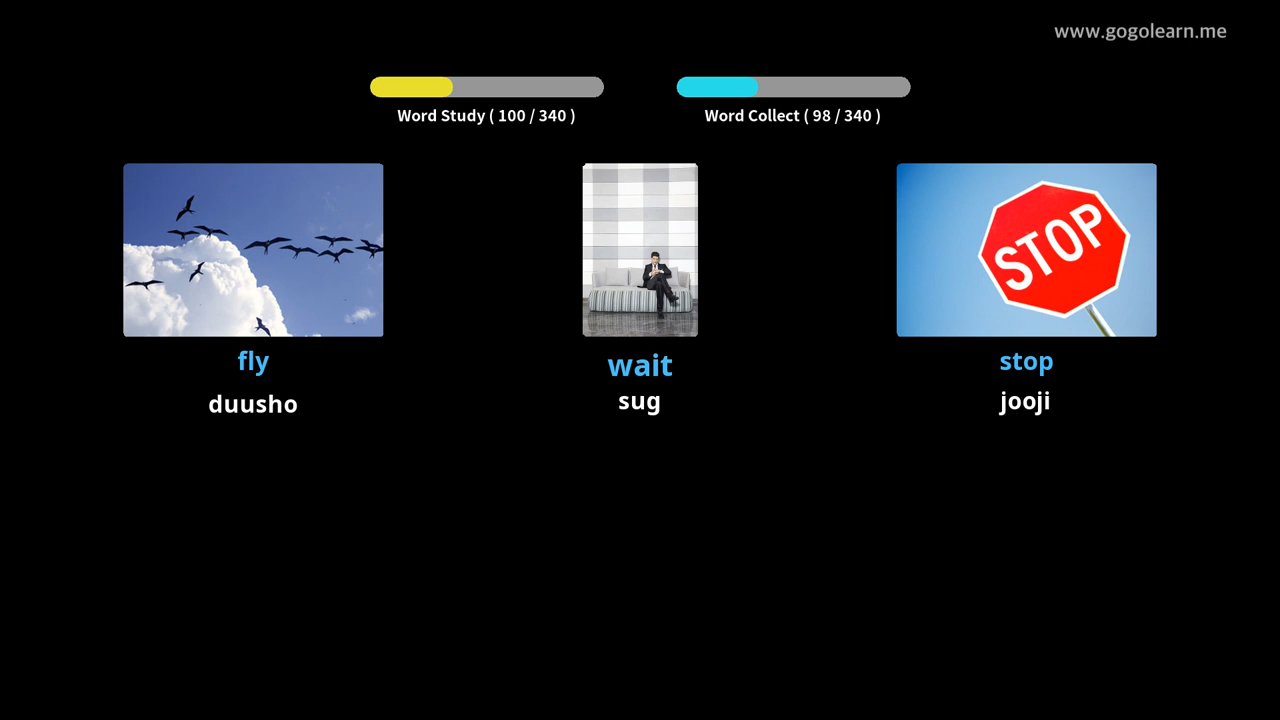 www.gogolearn.me
Word Study ( 100 / 340 )
Word Collect ( 98 / 340 )
STOP
fly
wait
stop
duusho
sug
jooji